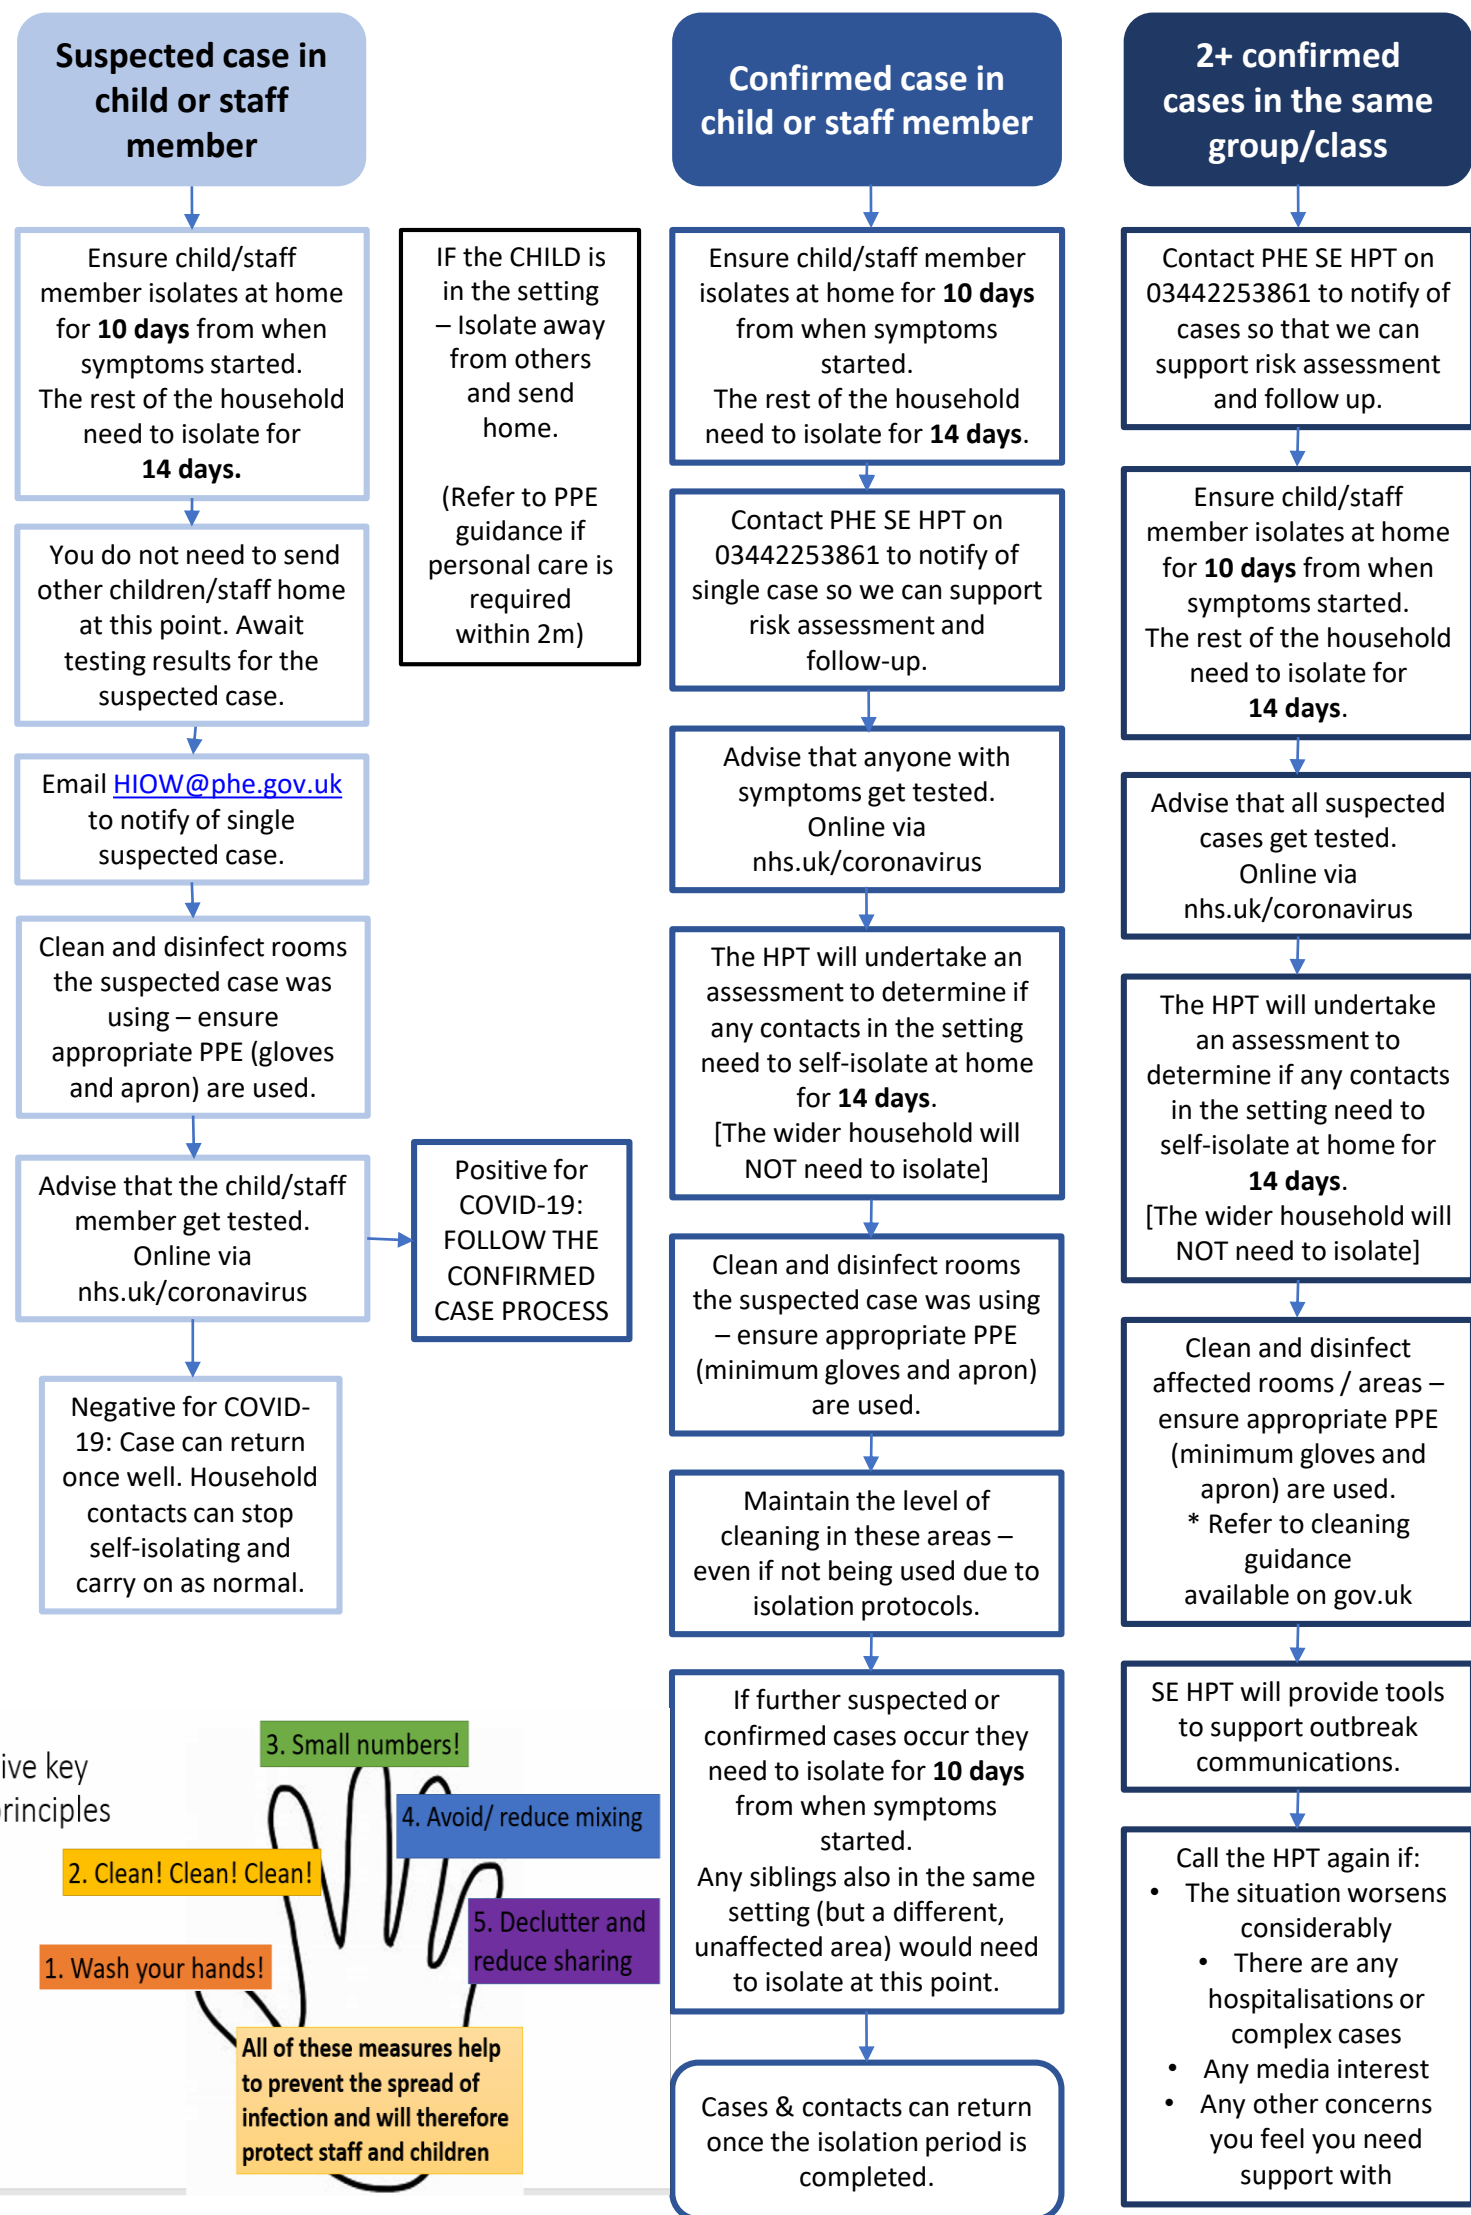 Suspected case in
child or staff
member
Ensure child/staff
member isolates at home
for 10 days from when
symptoms started.
The rest of the household
need to isolate for
14 days.
You do not need to send
other children/staff home
at this point. Await
testing results for the
suspected case.
Email HIOW@phe.gov.uk
to notify of single
suspected case.
Clean and disinfect rooms
the suspected case was
using – ensure
appropriate PPE (gloves
and apron) are used.
Advise that the child/staff
member get tested.
Online via
nhs.uk/coronavirus
Negative for COVID-
19: Case can return
once well. Household
contacts can stop
self-isolating and
carry on as normal.
IF the CHILD is
in the setting
– Isolate away
from others
and send
home.
(Refer to PPE
guidance if
personal care is
required
within 2m)
Positive for
COVID-19:
FOLLOW THE
CONFIRMED
CASE PROCESS
Confirmed case in
child or staff member
Ensure child/staff member
isolates at home for 10 days
from when symptoms
started.
The rest of the household
need to isolate for 14 days.
Contact PHE SE HPT on
03442253861 to notify of
single case so we can support
risk assessment and
follow-up.
Advise that anyone with
symptoms get tested.
Online via
nhs.uk/coronavirus
The HPT will undertake an
assessment to determine if
any contacts in the setting
need to self-isolate at home
for 14 days.
[The wider household will
NOT need to isolate]
Clean and disinfect rooms
the suspected case was using
– ensure appropriate PPE
(minimum gloves and apron)
are used.
Maintain the level of
cleaning in these areas –
even if not being used due to
isolation protocols.
If further suspected or
confirmed cases occur they
need to isolate for 10 days
from when symptoms
started.
Any siblings also in the same
setting (but a different,
unaffected area) would need
to isolate at this point.
Cases & contacts can return
once the isolation period is
completed.
2+ confirmed
cases in the same
group/class
Contact PHE SE HPT on
03442253861 to notify of
cases so that we can
support risk assessment
and follow up.
Ensure child/staff
member isolates at home
for 10 days from when
symptoms started.
The rest of the household
need to isolate for
14 days.
Advise that all suspected
cases get tested.
Online via
nhs.uk/coronavirus
The HPT will undertake
an assessment to
determine if any contacts
in the setting need to
self-isolate at home for
14 days.
[The wider household will
NOT need to isolate]
Clean and disinfect
affected rooms / areas –
ensure appropriate PPE
(minimum gloves and
apron) are used.
* Refer to cleaning
guidance
available on gov.uk
SE HPT will provide tools
to support outbreak
communications.
Call the HPT again if:
• The situation worsens
considerably
• There are any
hospitalisations or
complex cases
• Any media interest
• Any other concerns
you feel you need
support with
ive key
principles
3. Small numbers!
4. Avoid/ reduce mixing
2. Clean! Clean! Clean!
5. Declutter and
reduce sharing
1. Wash your hands!
All of these measures help
to prevent the spread of
infection and will therefore
protect staff and children